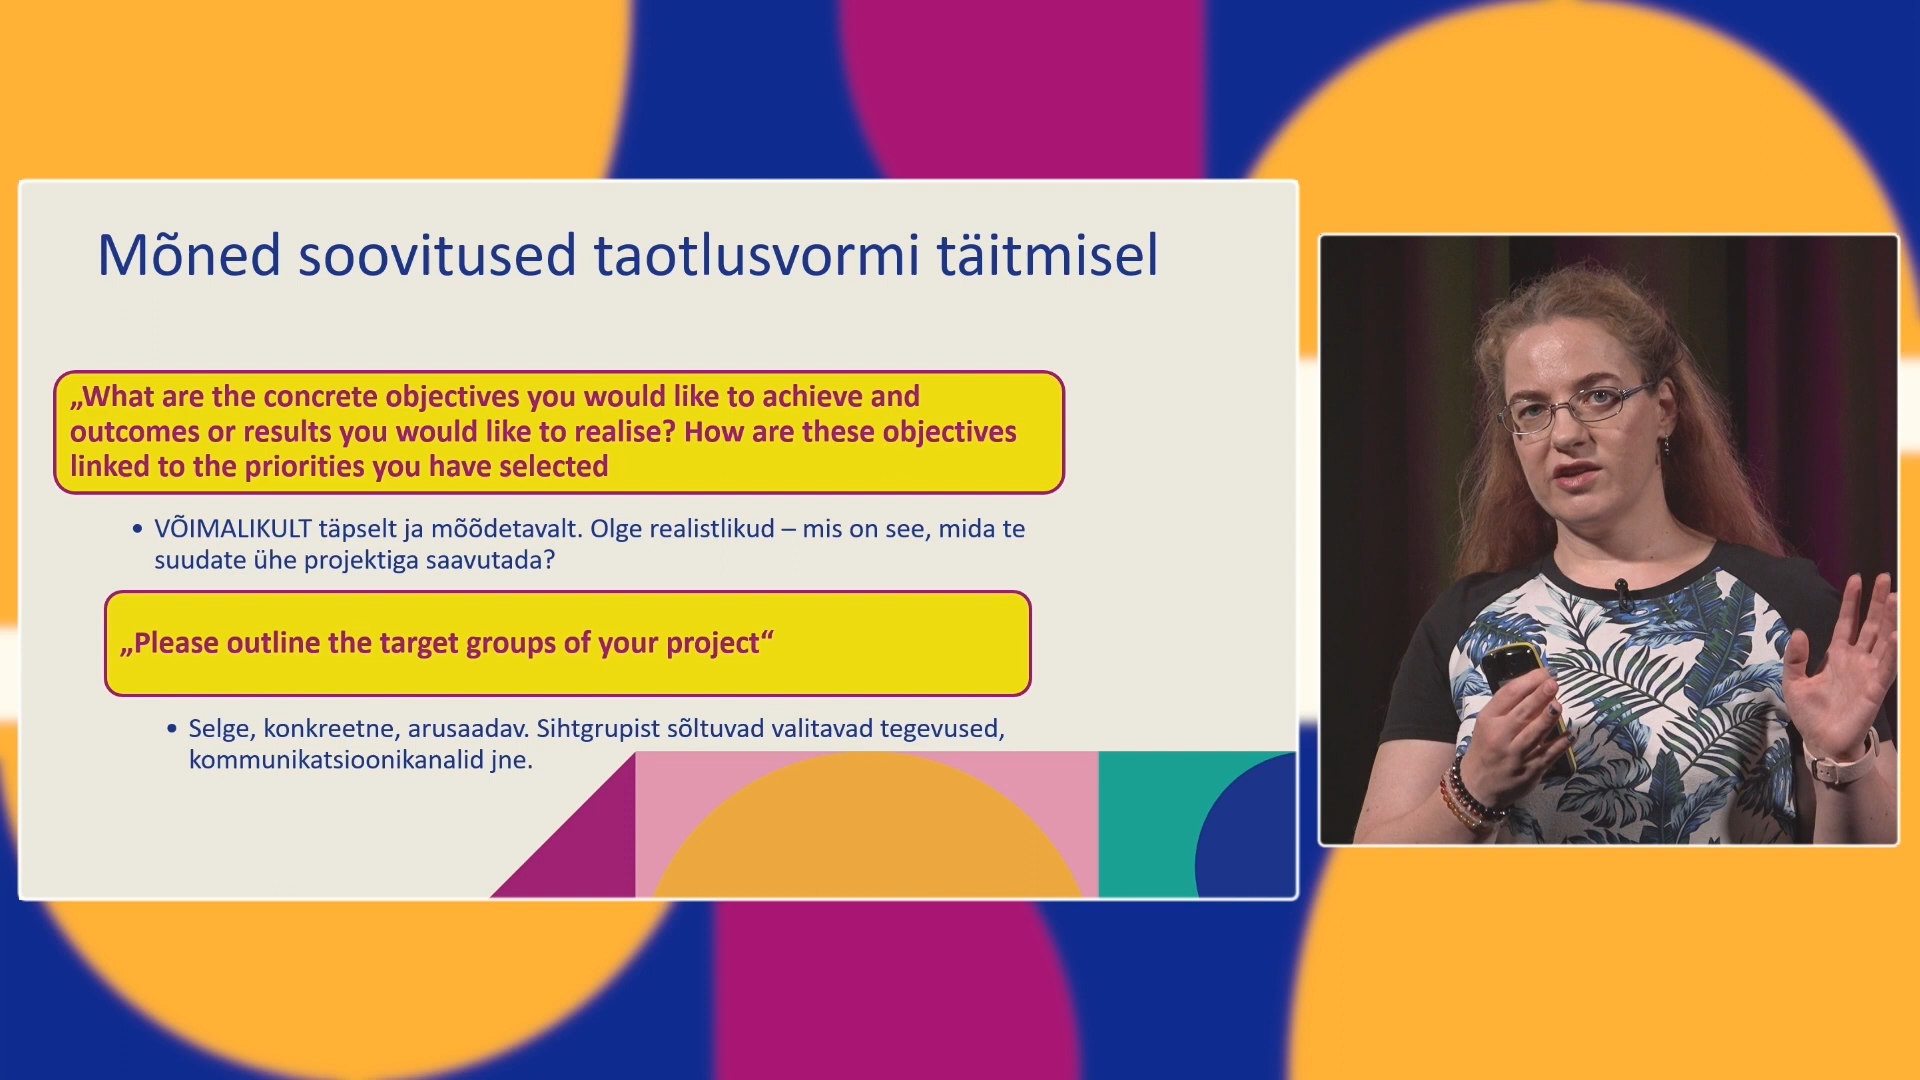 Mõned soovitused taotlusvormi täitmisel
„What are the concrete objectives you would like to achieve and
outcomes or results you would like to realise? How are these objectives
linked to the priorities you have selected
• VÕIMALIKULT täpselt ja mõõdetavalt. Olge realistlikud – mis on see, mida te
suudate ühe projektiga saavutada?
„Please outline the target groups of your project“
• Selge, konkreetne, arusaadav. Sihtgrupist sõltuvad valitavad tegevused,
kommunikatsioonikanalid jne.